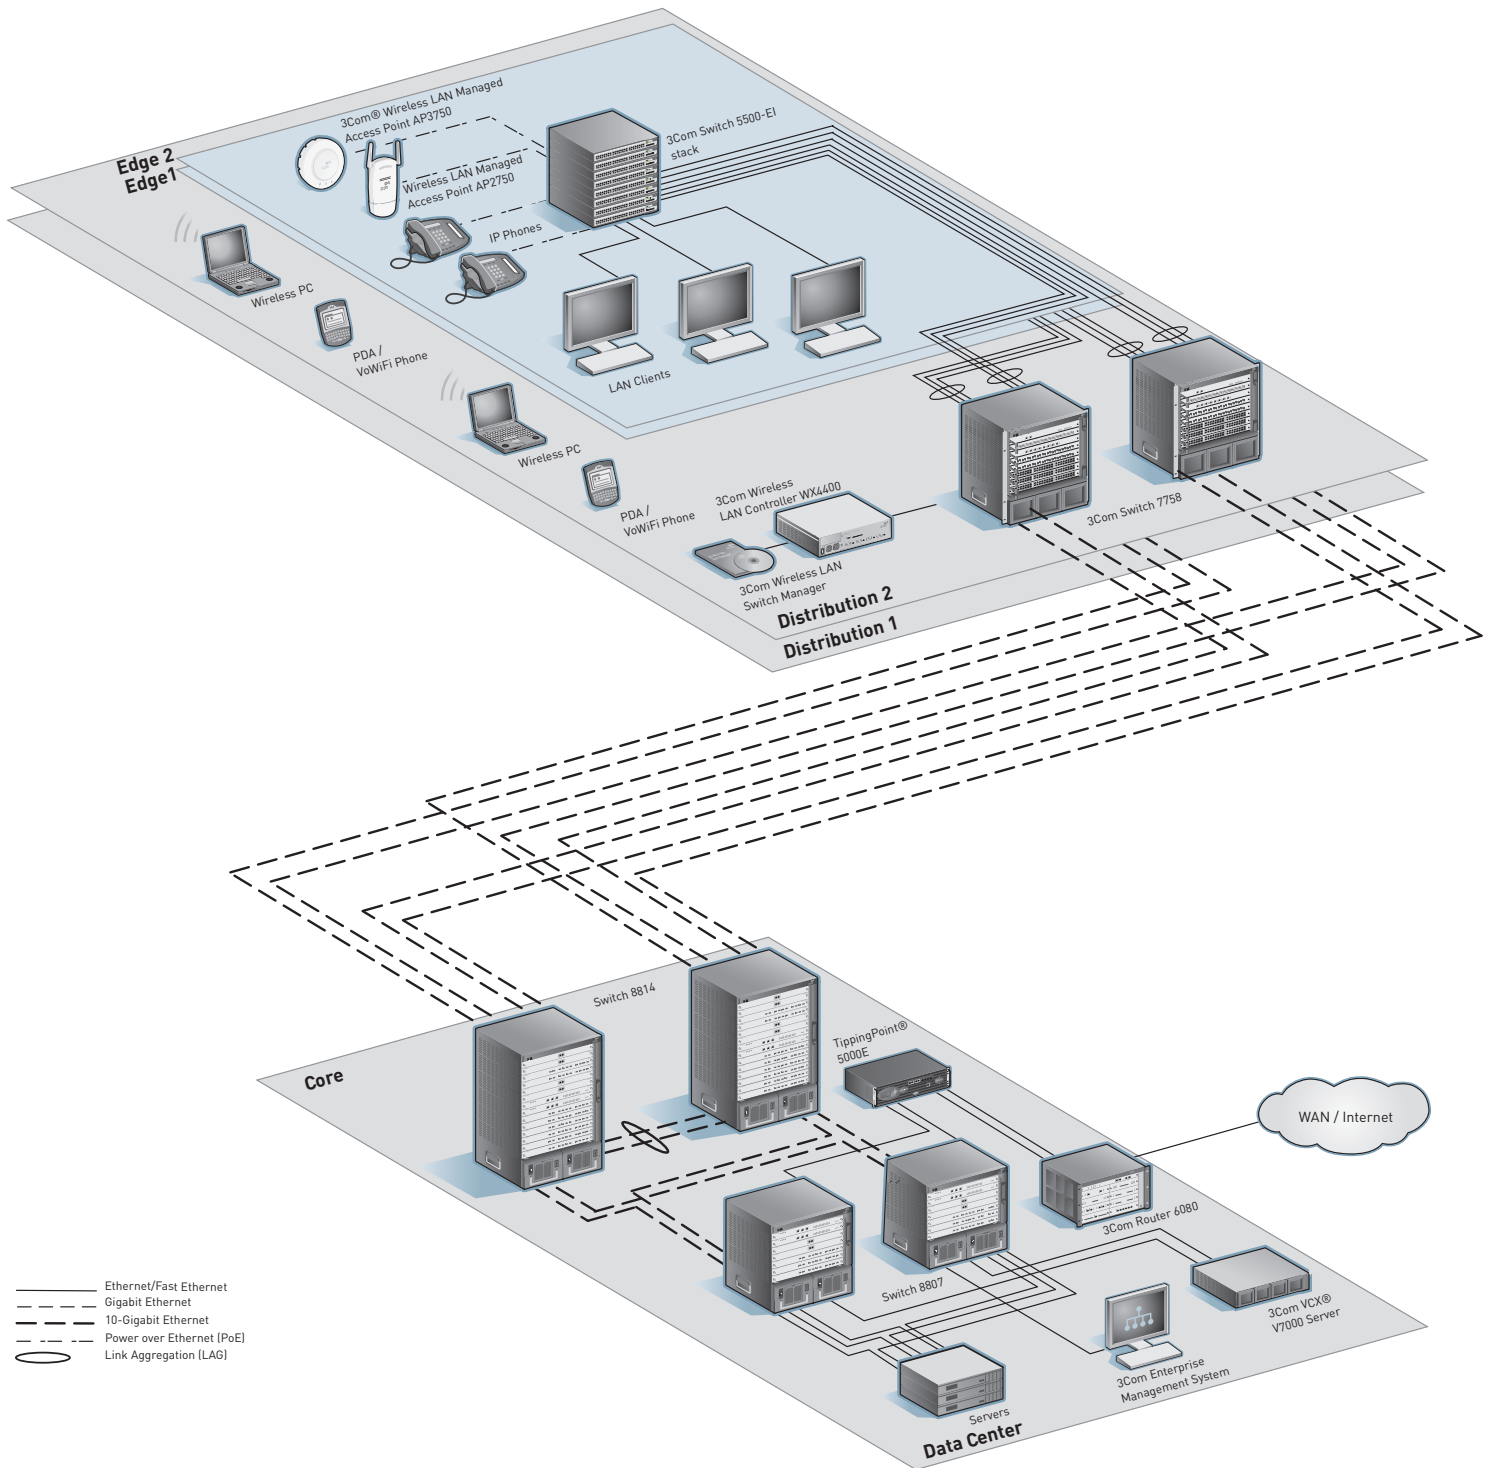 3Com® Wireless LAN Managed
Access Point AP3750
3Com Switch 5500-EI
stack
Edge 2
Edge1
Wireless LAN Managed
Access Point AP2750
IP Phones
Wireless PC
PDA /
VoWiFi Phone
LAN Clients
Wireless PC
PDA /
VoWiFi Phone
3Com Wireless
LAN Controller WX4400
3Com Switch 7758
3Com Wireless LAN
Switch Manager
Distribution 2
Distribution 1
Switch 8814
Core
TippingPoint®
5000E
WAN / Internet
3Com Router 6080
Switch 8807
3Com VCX®
V7000 Server
3Com Enterprise
Management System
Servers
Data Center
Ethernet/Fast Ethernet
Gigabit Ethernet
10-Gigabit Ethernet
Power over Ethernet (PoE)
Link Aggregation (LAG)